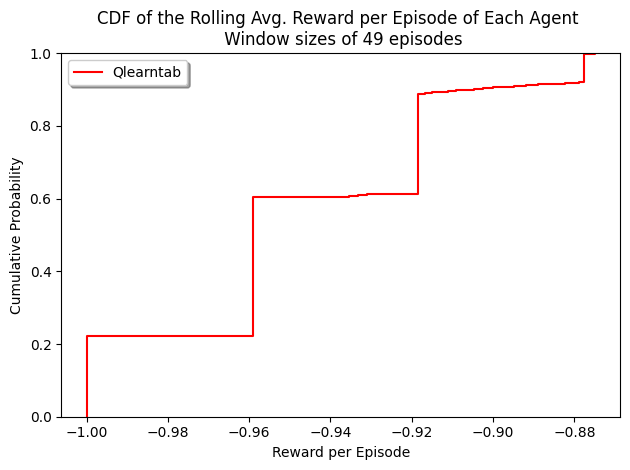 CDF of the Rolling Avg. Reward per Episode of Each Agent
Window sizes of 49 episodes
Qlearntab
Cumulative Probability
1.0
0.8
0.6
0.4
0.2
0.0
−1.00 −0.98 −0.96 −0.94 −0.92 −0.90 −0.88
Reward per Episode